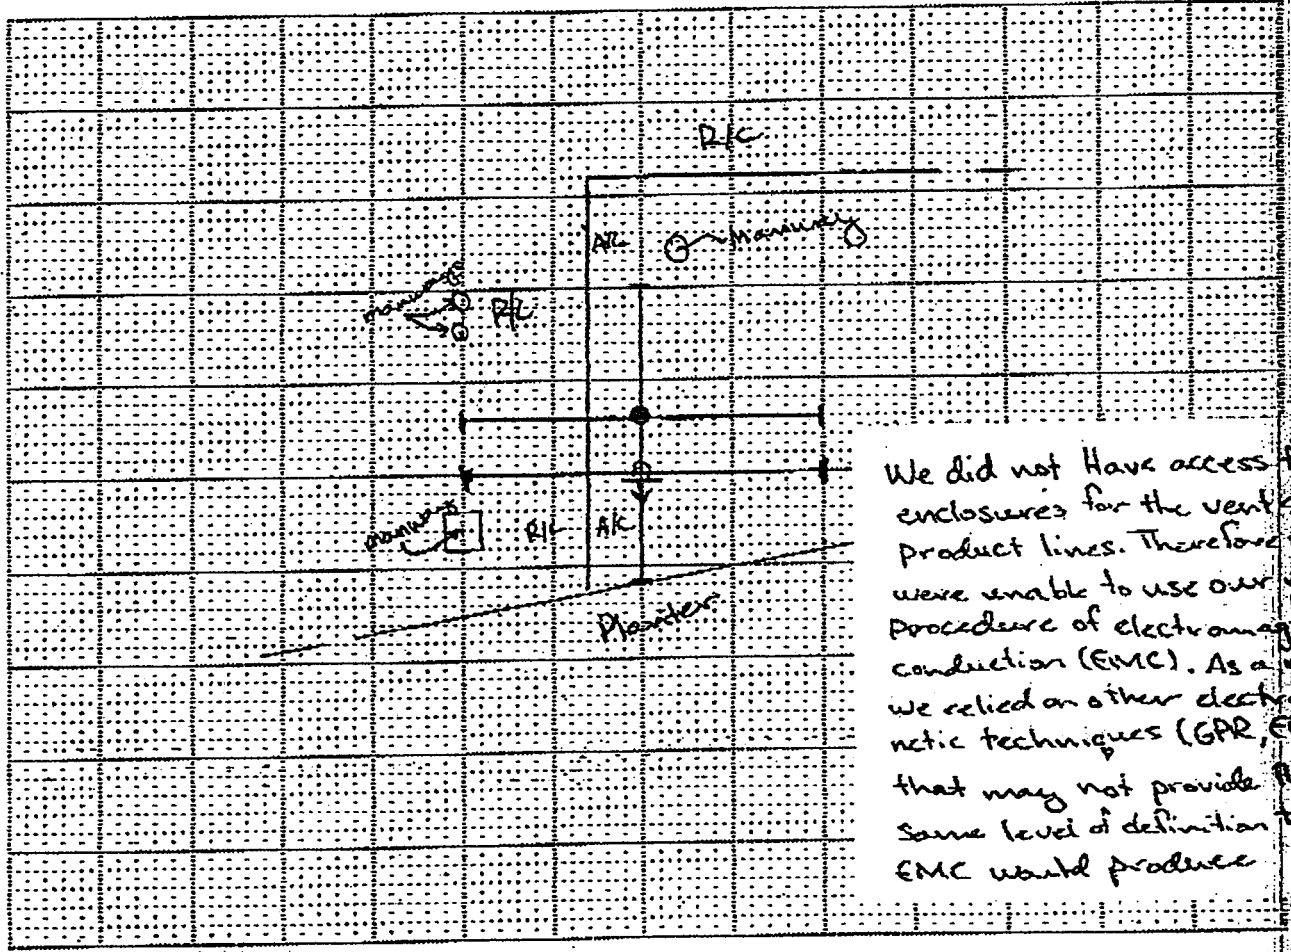 R/C
A/C
Manway
manways
R/C
manway
R/C
A/C
Planter
We did not Have access
enclosures for the vent
product lines. Therefore
were unable to use our
procedure of electromag
conduction (EMC). As a
we relied on other electro
netic techniques (GPR,
that may not provide
same level of definition
EMC would produce